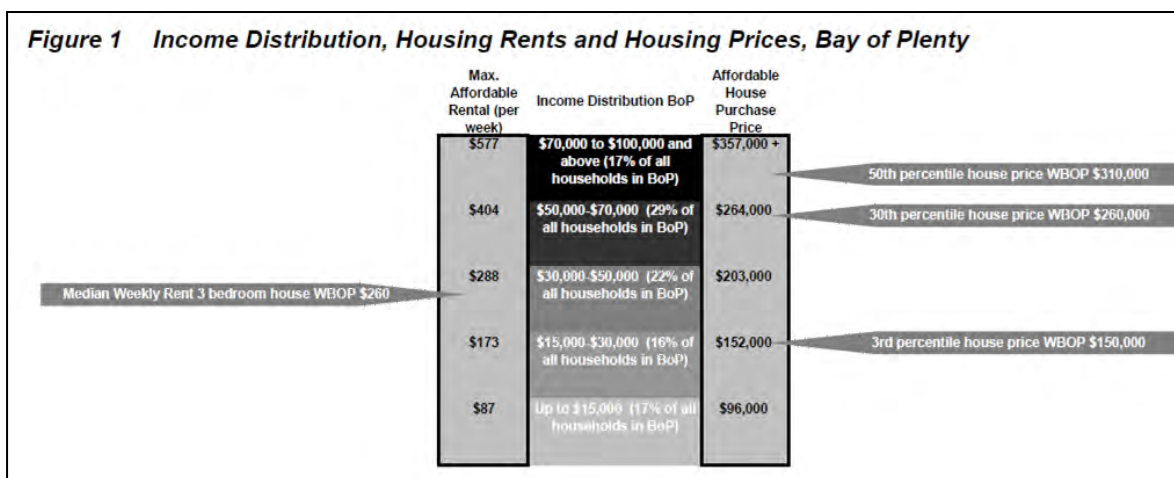 Figure 1 Income Distribution, Housing Rents and Housing Prices, Bay of Plenty
Max.
Affordable
Rental (per
week)
Income Distribution BoP
Affordable
House
Purchase
Price
$577
$70,000 to $100,000 and
above (17% of all
households in BoP)
$357,000 +
50th percentile house price WBOP $310,000
$404
$50,000-$70,000 (29% of
all households in BoP)
$264,000
30th percentile house price WBOP $260,000
$288
$30,000-$50,000 (22% of
all households in BoP)
$203,000
Median Weekly Rent 3 bedroom house WBOP $260
$173
$15,000-$30,000 (16% of
all households in BoP)
$152,000
3rd percentile house price WBOP $150,000
$87
Up to $15,000 (17% of all
households in BoP)
$96,000